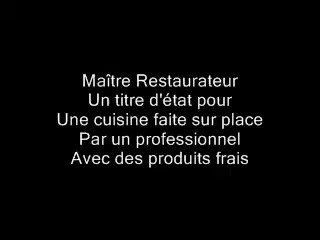 Maître Restaurateur
Un titre d'état pour
Une cuisine faite sur place
Par un professionnel
Avec des produits frais